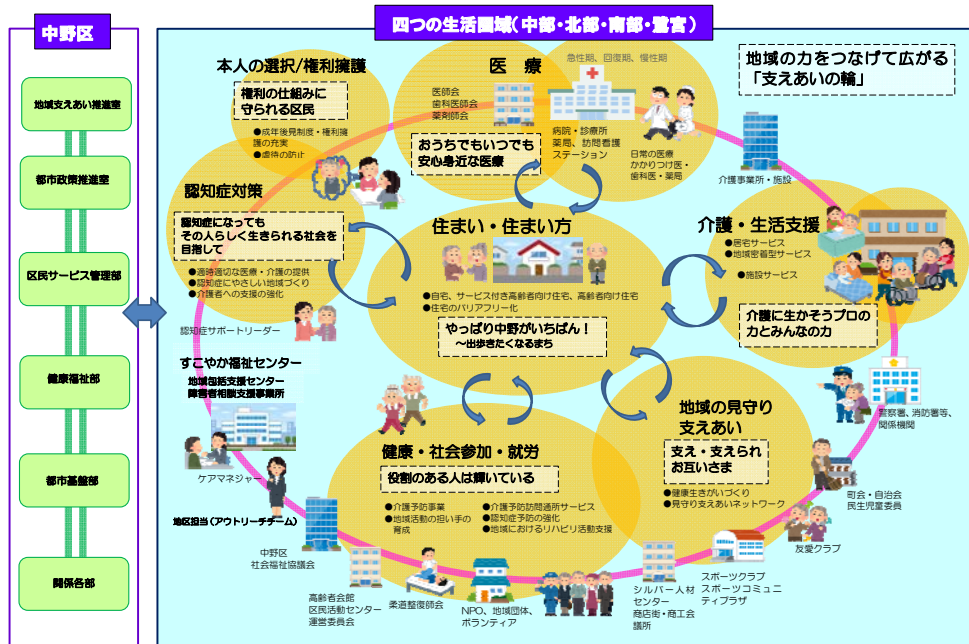 中野区
地域支えあい推進室
都市政策推進室
区民サービス管理部
健康福祉部
都市基盤部
関係各部
四つの生活圏域(中部・北部・南部・鷺宮)
地域の力をつなげて広がる
「支えあいの輪」
本人の選択/権利擁護
権利の仕組みに
守られる区民
●成年後見制度・権利擁護
の充実
●虐待の防止
医 療
急性期、回復期、慢性期
医師会
歯科医師会
薬剤師会
おうちでもいつでも
安心身近な医療
病院・診療所
薬局、訪問看護
ステーション
日常の医療
かかりつけ医・
歯科医・薬局
介護事業所・施設
認知症対策
認知症になっても
その人らしく生きられる社会を
目指して
●適時適切な医療・介護の提供
●認知症にやさしい地域づくり
●介護者への支援の強化
認知症サポートリーダー
住まい・住まい方
●自宅、サービス付き高齢者向け住宅、高齢者向け住宅
●住宅のバリアフリー化
やっぱり中野がいちばん!
～出歩きたくなるまち
介護・生活支援
●居宅サービス
●地域密着型サービス
●施設サービス
介護に生かそうプロの
力とみんなの力
すこやか福祉センター
地域包括支援センター
障害者相談支援事業所
ケアマネジャー
地区担当(アウトリーチチーム)
健康・社会参加・就労
役割のある人は輝いている
●介護予防事業
●地域活動の担い手の
育成
●介護予防訪問通所サービス
●認知症予防の強化
●地域におけるリハビリ活動支援
地域の見守り
支えあい
支え・支えられ
お互いさま
●健康生きがいづくり
●見守り支えあいネットワーク
警察署、消防署等、
関係機関
町会・自治会
民生児童委員
友愛クラブ
スポーツクラブ
スポーツコミュニ
ティプラザ
シルバー人材
センター
商店街・商工会
議所
NPO、地域団体、
ボランティア
柔道整復師会
高齢者会館
区民活動センター
運営委員会
中野区
社会福祉協議会